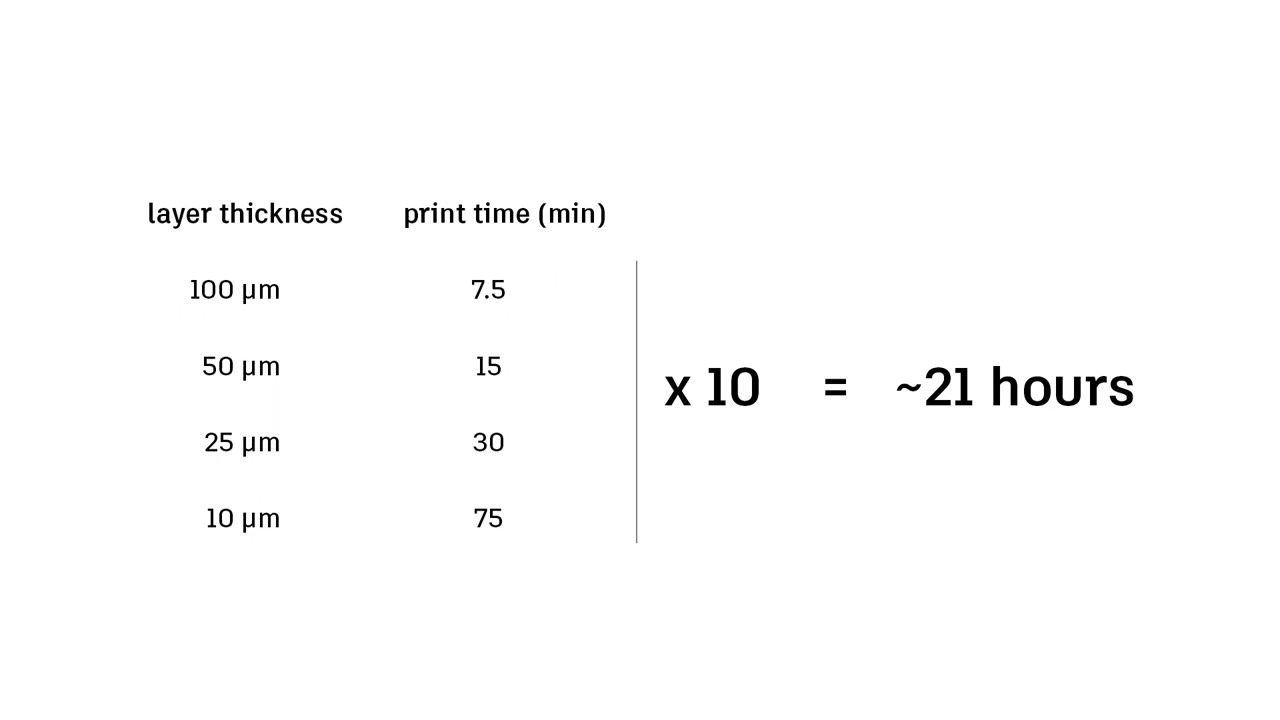 layer thickness print time (min)
100 µm 7.5
50 µm 15
x 10 = ~21 hours
25 µm 30
10 µm 75